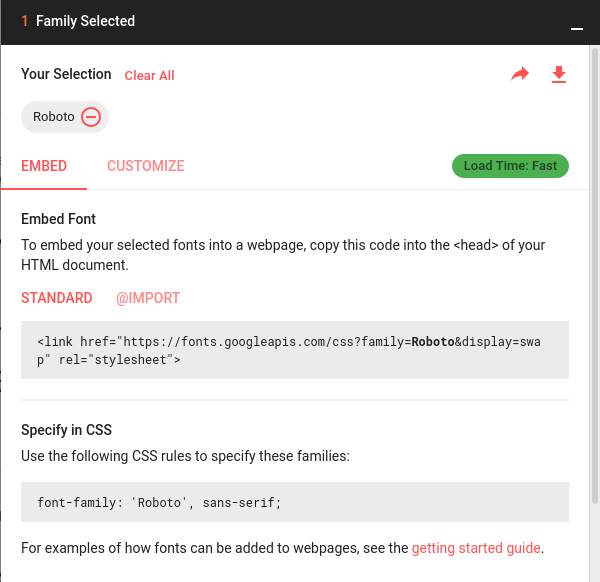 1 Family Selected
Your Selection Clear All
Roboto
EMBED CUSTOMIZE Load Time: Fast
Embed Font
To embed your selected fonts into a webpage, copy this code into the <head> of your
HTML document.
STANDARD @IMPORT
<link href="https://fonts.googleapis.com/css?family=Roboto&display=swa
p" rel="stylesheet">
Specify in CSS
Use the following CSS rules to specify these families:
font-family: 'Roboto', sans-serif;
For examples of how fonts can be added to webpages, see the getting started guide.